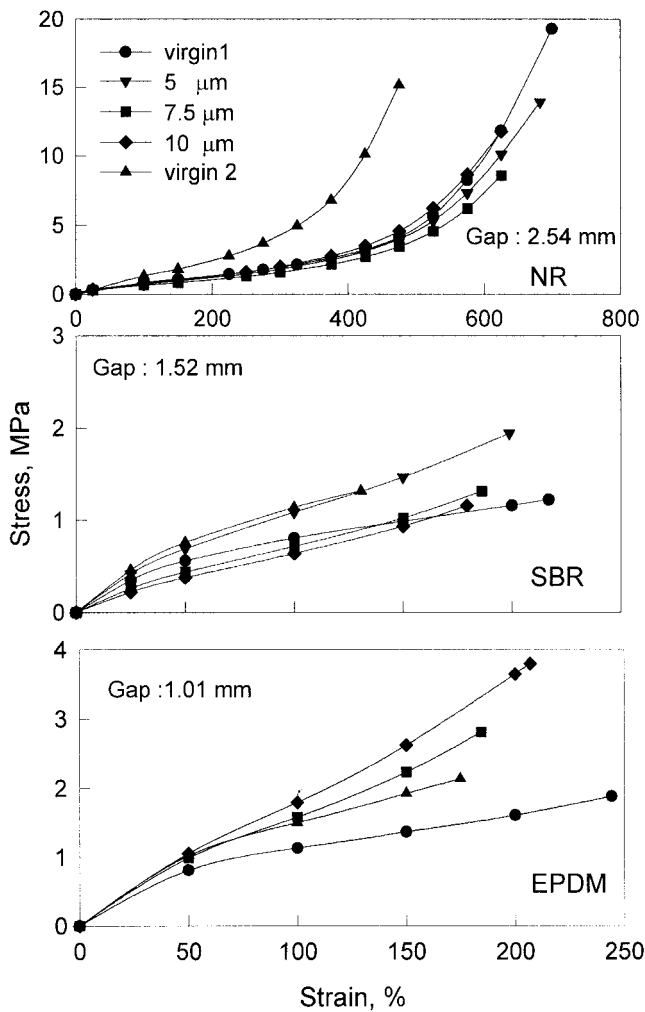 20
15
10
5
0
virgin1
5 μm
7.5 μm
10 μm
virgin 2
Gap : 2.54 mm
NR
0 200 400 600 800
3
2
1
0
Gap : 1.52 mm
SBR
Stress, MPa
4
3
2
1
0
Gap :1.01 mm
EPDM
0 50 100 150 200 250
Strain, %